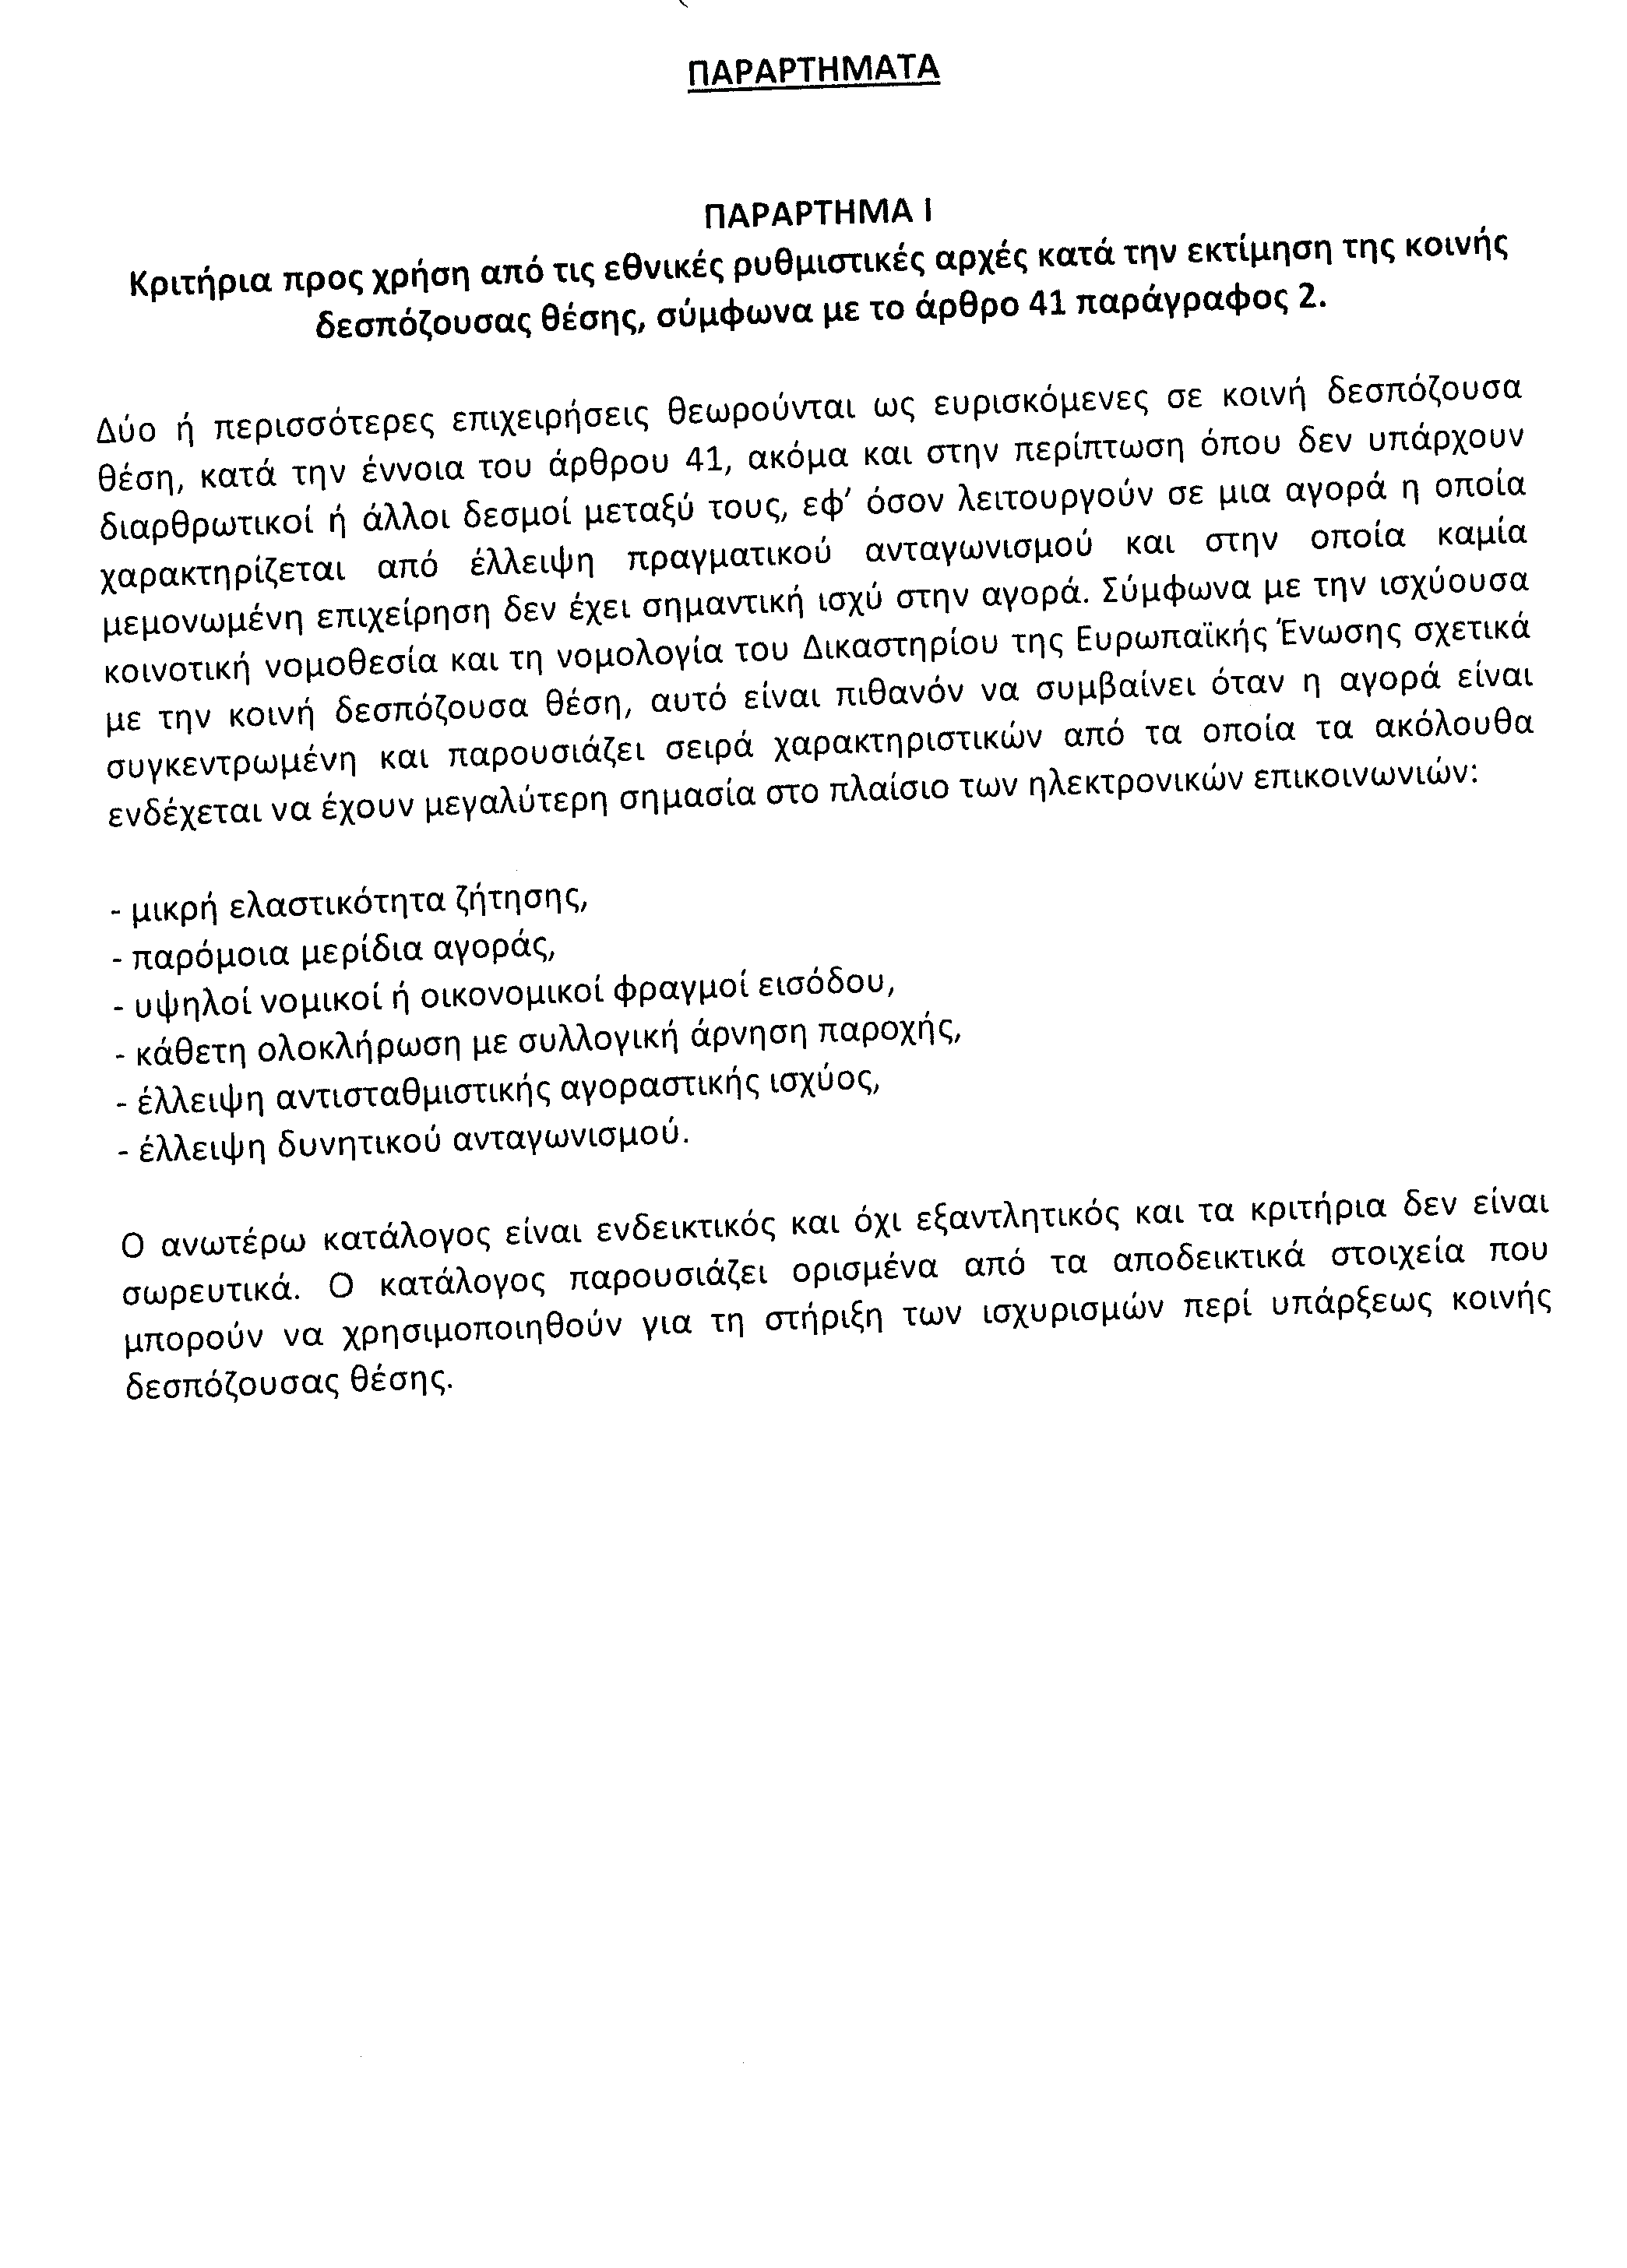 ΠΑΡΑΡΤΗΜΑΤΑ
ΠΑΡΑΡΤΗΜΑ Ι
Κριτήρια προς χρήση από τις εθνικές ρυθμιστικές αρχές κατά την εκτίμηση της κοινής
δεσπόζουσας θέσης, σύμφωνα με το άρθρο 41 παράγραφος 2.
Δύο ή περισσότερες επιχειρήσεις θεωρούνται ως ευρισκόμενες σε κοινή δεσπόζουσα
θέση, κατά την έννοια του άρθρου 41, ακόμα και στην περίπτωση όπου δεν υπάρχουν
διαρθρωτικοί ή άλλοι δεσμοί μεταξύ τους, εφ’ όσον λειτουργούν σε μια αγορά η οποία
χαρακτηρίζεται από έλλειψη πραγματικού ανταγωνισμού και στην οποία καμία
μεμονωμένη επιχείρηση δεν έχει σημαντική ισχύ στην αγορά. Σύμφωνα με την ισχύουσα
κοινοτική νομοθεσία και τη νομολογία του Δικαστηρίου της Ευρωπαϊκής Ένωσης σχετικά
με την κοινή δεσπόζουσα θέση, αυτό είναι πιθανόν να συμβαίνει όταν η αγορά είναι
συγκεντρωμένη και παρουσιάζει σειρά χαρακτηριστικών από τα οποία τα ακόλουθα
ενδέχεται να έχουν μεγαλύτερη σημασία στο πλαίσιο των ηλεκτρονικών επικοινωνιών:
- μικρή ελαστικότητα ζήτησης,
- παρόμοια μερίδια αγοράς,
- υψηλοί νομικοί ή οικονομικοί φραγμοί εισόδου,
- κάθετη ολοκλήρωση με συλλογική άρνηση παροχής,
- έλλειψη αντισταθμιστικής αγοραστικής ισχύος,
- έλλειψη δυνητικού ανταγωνισμού.
Ο ανωτέρω κατάλογος είναι ενδεικτικός και όχι εξαντλητικός και τα κριτήρια δεν είναι
σωρευτικά. Ο κατάλογος παρουσιάζει ορισμένα από τα αποδεικτικά στοιχεία που
μπορούν να χρησιμοποιηθούν για τη στήριξη των ισχυρισμών περί υπάρξεως κοινής
δεσπόζουσας θέσης.